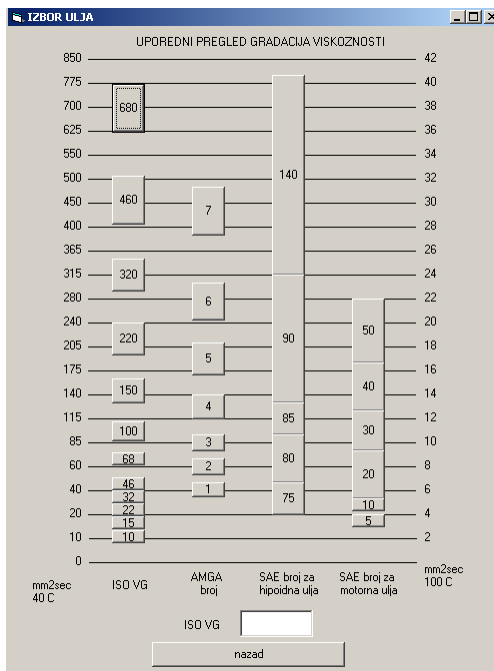 IZBOR ULJA
UPOREDNI PREGLED GRADACIJA VISKOZNOSTI
850 42
775 40
680
700 38
625 36
550 34
140
500 32
460
450 7 30
400 28
365 26
320
315 24
280 6 22
240 50 20
220 90
205 18
5
175 16
150 40
140 4 14
115 85 12
100 30
85 3 10
68 80
60 2 8
20
46
40 1 6
32 75
22 10
20 4
15 5
10 10 2
0
mm2sec ISO VG AMGA SAE broj za SAE broj za mm2sec
40 C broj hipoidna ulja motorna ulja 100 C
ISO VG
nazad